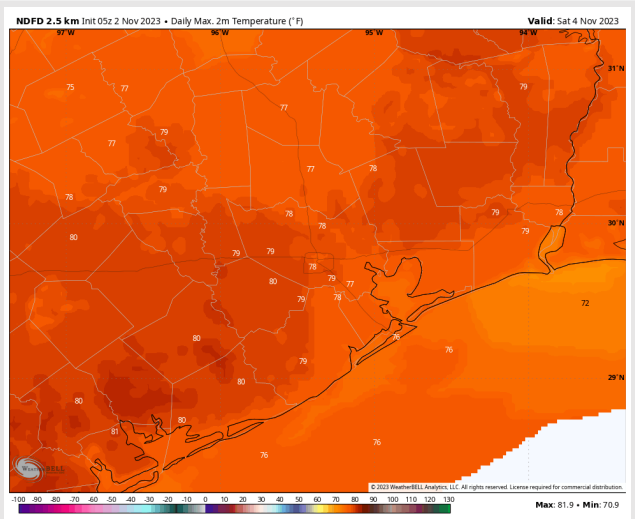 NDFD 2.5 km Init 05z 2 Nov 2023 • Daily Max. 2m Temperature (°F)
Valid: Sat 4 Nov 2023
97°W 96°W 95°W 94°W
31°N
79
75 77
77
79
77
77 78
79
78
78 79 78
30°N
78
79
80
79 79
78
80 79 77
79 78
72
80
76
76
79
29°N
80
80
80
81
76
76
WeatherBELL
© 2023 WeatherBELL Analytics, LLC. All rights reserved. License required for commercial distribution.
-100 -90 -80 -70 -60 -50 -40 -30 -20 -10 0 10 20 30 40 50 60 70 80 90 100 110 120 130
Max: 81.9 • Min: 70.9